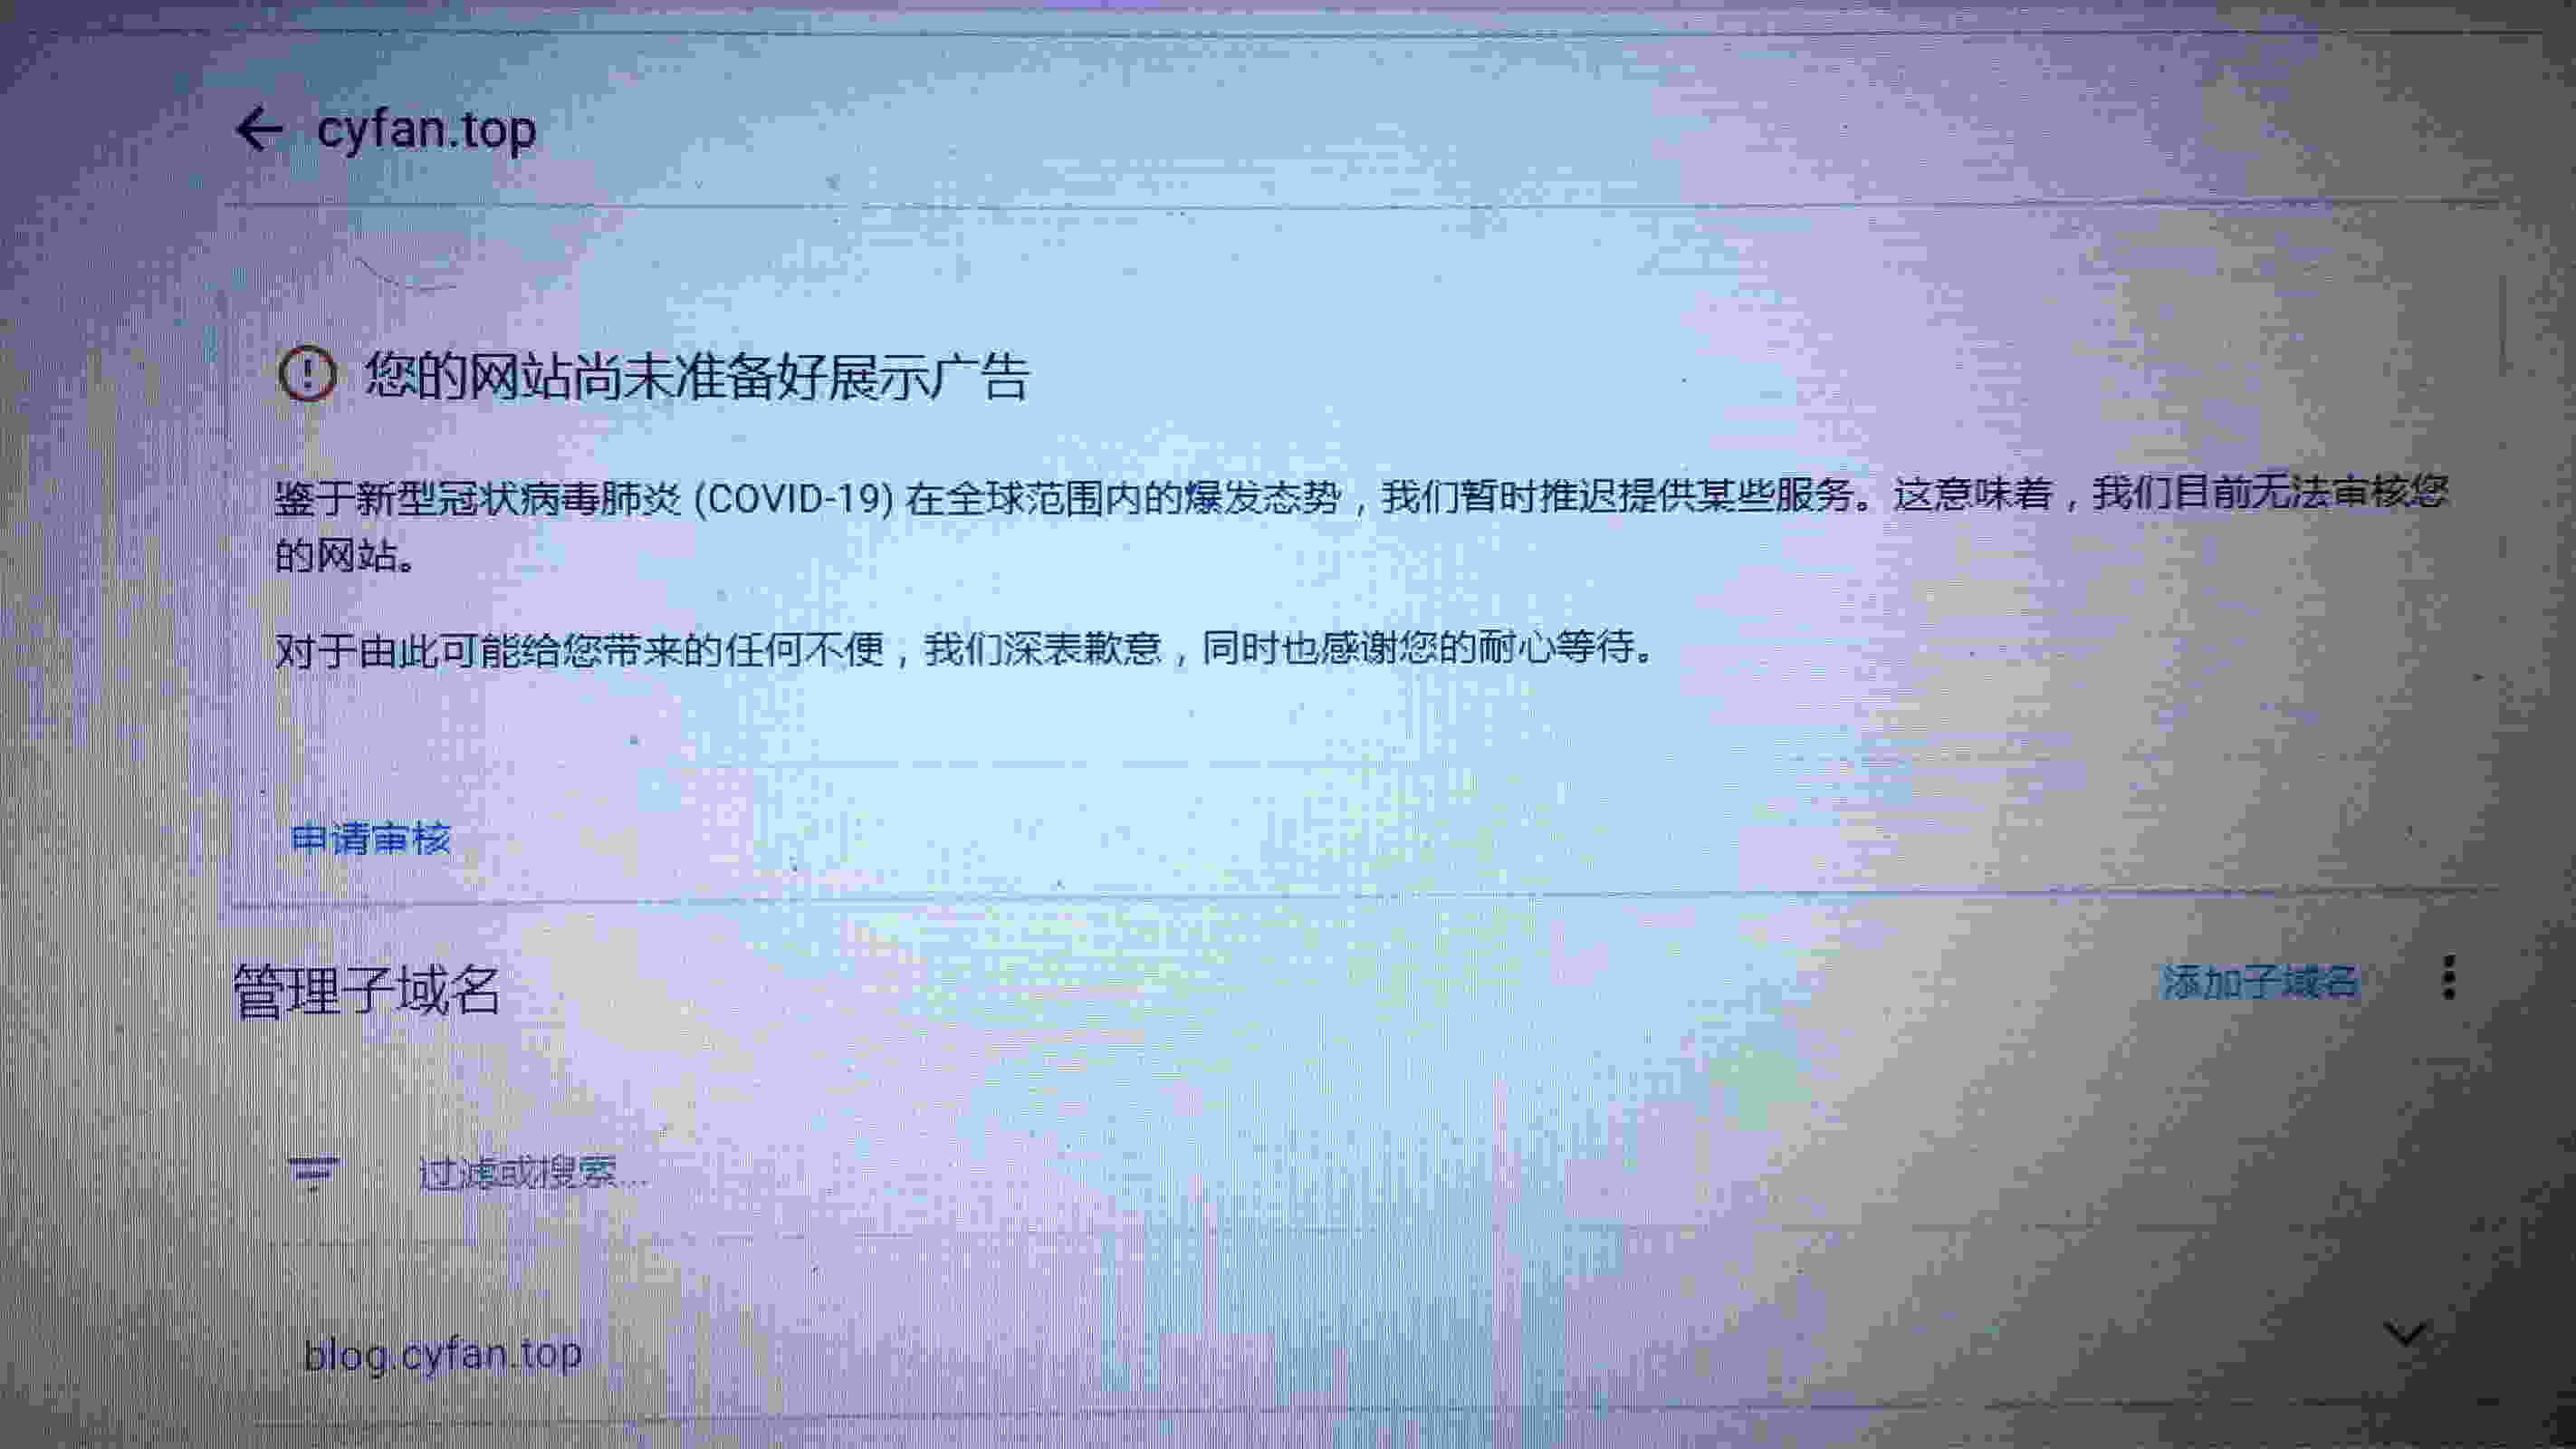 ← cyfan.top
您的网站尚未准备好展示广告
鉴于新型冠状病毒肺炎 (COVID-19) 在全球范围内的爆发态势，我们暂时推迟提供某些服务。这意味着，我们目前无法审核您
的网站。
对于由此可能给您带来的任何不便，我们深表歉意，同时也感谢您的耐心等待。
申请审核
管理子域名
添加子域名
过滤或搜索...
blog.cyfan.top